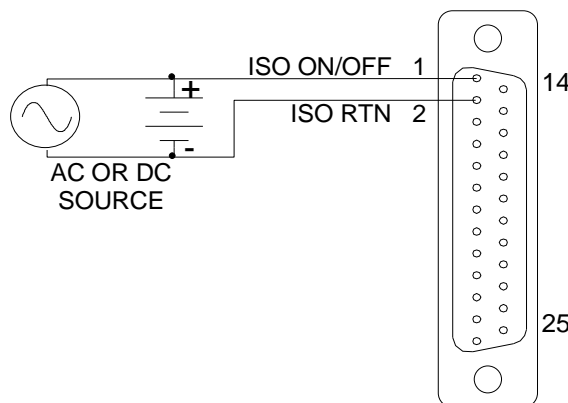 ISO ON/OFF 1
14
+
ISO RTN 2
-
AC OR DC
SOURCE
25